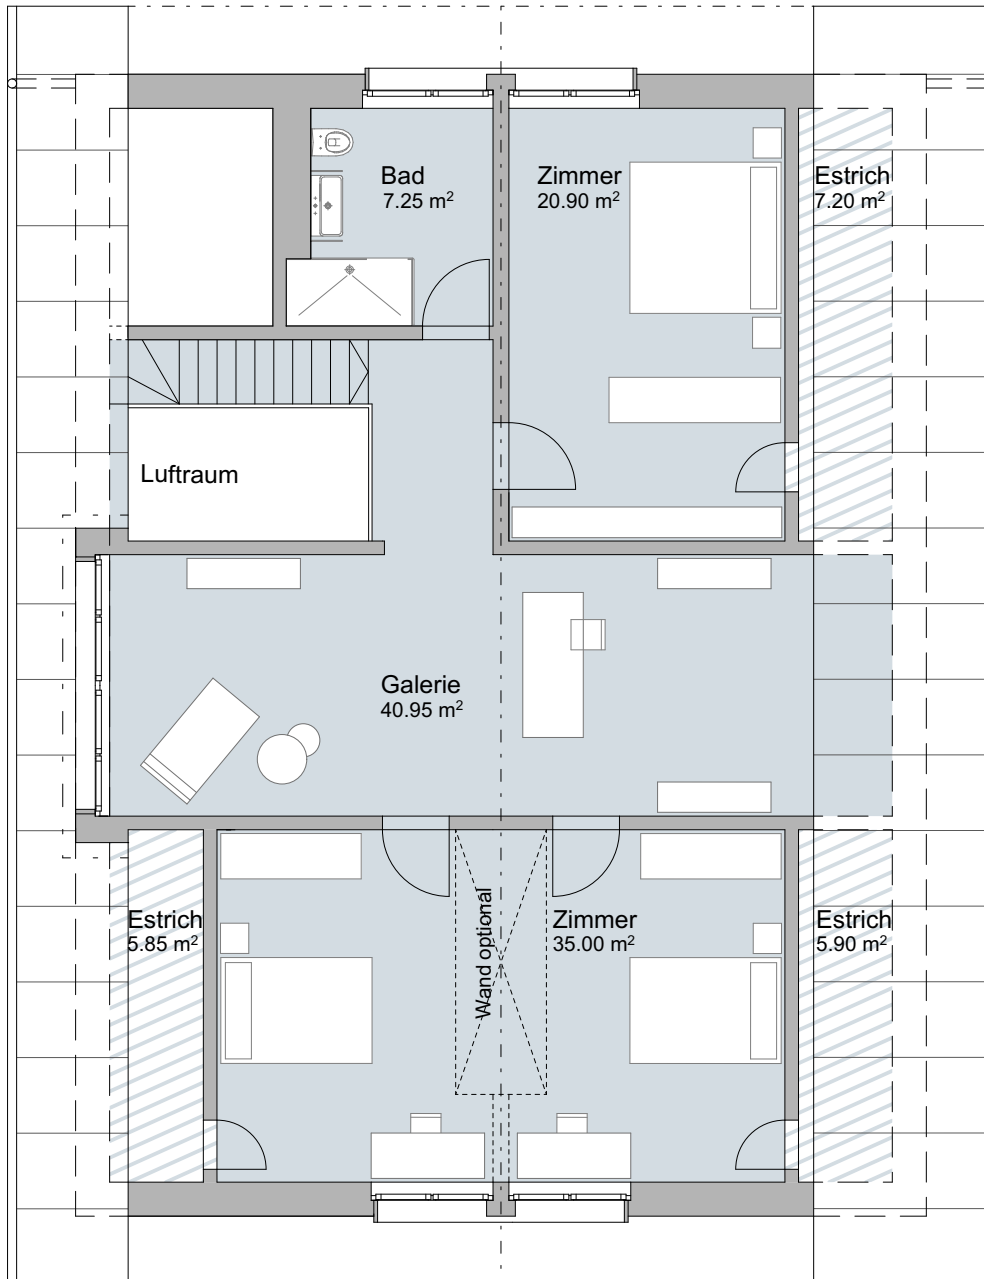 Bad
7.25 m²
Zimmer
20.90 m²
Estrich
7.20 m²
Luftraum
Galerie
40.95 m²
Estrich
5.85 m²
Wand optional
Zimmer
35.00 m²
Estrich
5.90 m²